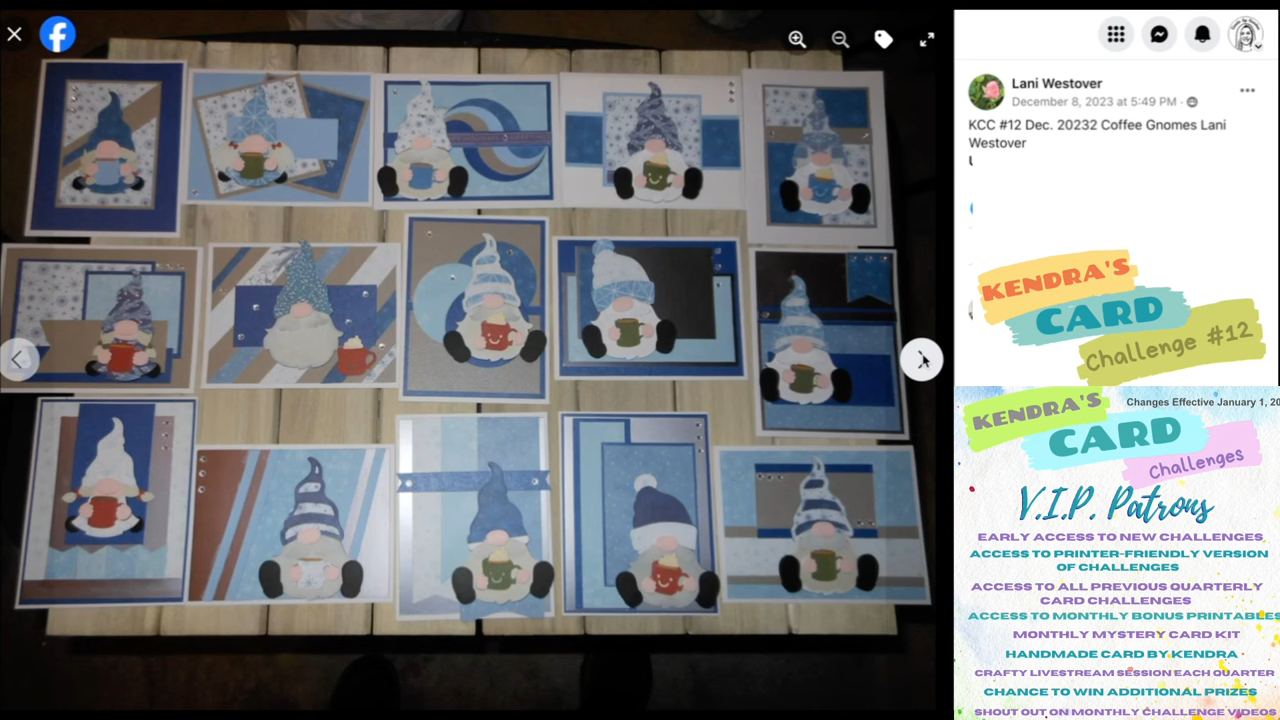 Lani Westover
December 8, 2023 at 5:49 PM ·
KCC #12 Dec. 20232 Coffee Gnomes Lani
Westover
KENDRA'S
CARD
Challenge #12
Changes Effective January 1, 20
KENDRA'S
CARD
Challenges
V.I.P. Patrons
EARLY ACCESS TO NEW CHALLENGES
ACCESS TO PRINTER-FRIENDLY VERSION
OF CHALLENGES
ACCESS TO ALL PREVIOUS QUARTERLY
CARD CHALLENGES
ACCESS TO MONTHLY BONUS PRINTABLES
MONTHLY MYSTERY CARD KIT
HANDMADE CARD BY KENDRA
CRAFTY LIVESTREAM SESSION EACH QUARTER
CHANCE TO WIN ADDITIONAL PRIZES
SHOUT OUT ON MONTHLY CHALLENGE VIDEOS